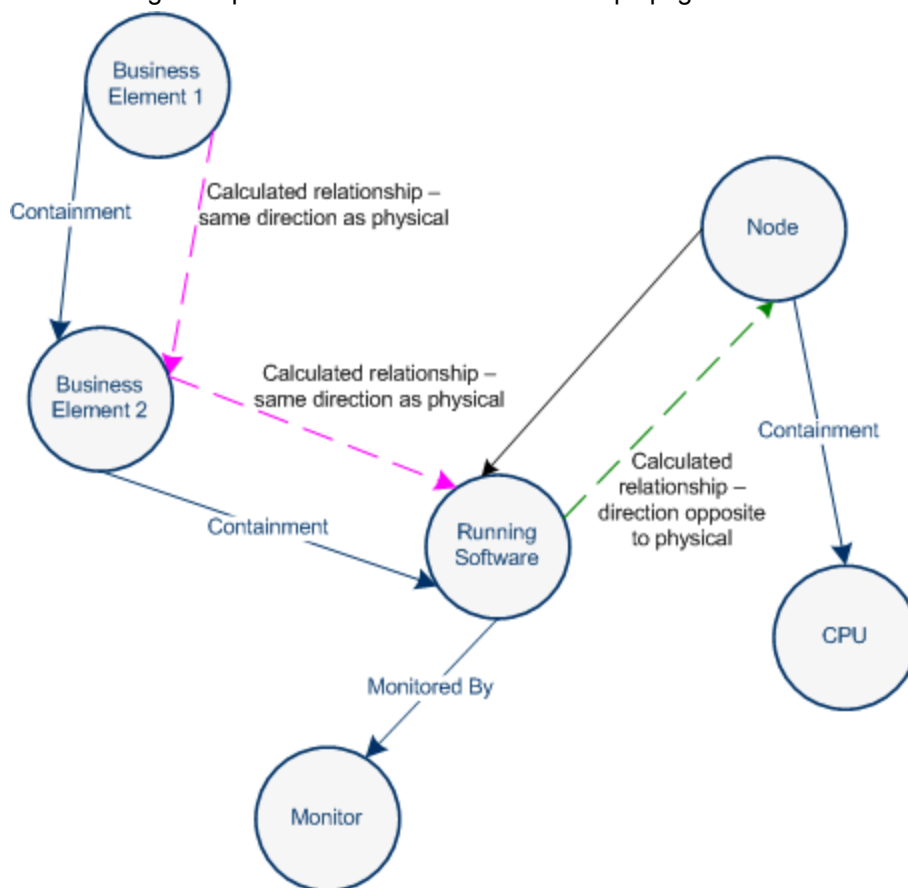 Business
Element 1
Containment
Calculated relationship –
same direction as physical
Node
Calculated relationship –
same direction as physical
Business
Element 2
Containment
Calculated
relationship –
direction opposite
to physical
Containment
Running
Software
CPU
Monitored By
Monitor